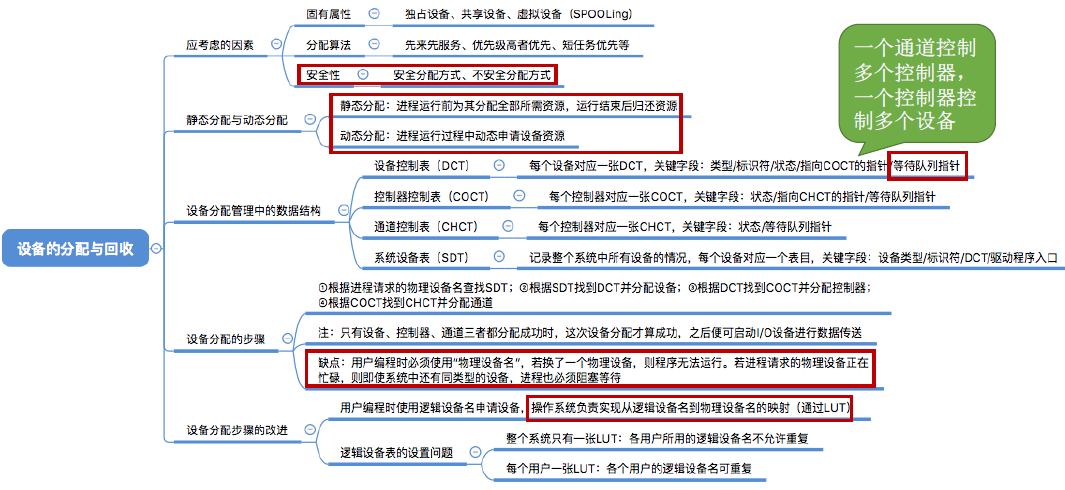 固有属性
独占设备、共享设备、虚拟设备（SPOOLing）
应考虑的因素
分配算法
先来先服务、优先级高者优先、短任务优先等
安全性
安全分配方式、不安全分配方式
一个通道控制
多个控制器，
一个控制器控
制多个设备
静态分配与动态分配
静态分配：进程运行前为其分配全部所需资源，运行结束后归还资源
动态分配：进程运行过程中动态申请设备资源
设备控制表（DCT）
每个设备对应一张DCT，关键字段：类型/标识符/状态/指向COCT的指针/等待队列指针
设备分配管理中的数据结构
控制器控制表（COCT）
每个控制器对应一张COCT，关键字段：状态/指向CHCT的指针/等待队列指针
通道控制表（CHCT）
每个控制器对应一张CHCT，关键字段：状态/等待队列指针
系统设备表（SDT）
记录整个系统中所有设备的情况，每个设备对应一个表目，关键字段：设备类型/标识符/DCT/驱动程序入口
设备的分配与回收
设备分配的步骤
①根据进程请求的物理设备名查找SDT；②根据SDT找到DCT并分配设备；③根据DCT找到COCT并分配控制器；
④根据COCT找到CHCT并分配通道
注：只有设备、控制器、通道三者都分配成功时，这次设备分配才算成功，之后便可启动I/O设备进行数据传送
缺点：用户编程时必须使用“物理设备名”，若换了一个物理设备，则程序无法运行。若进程请求的物理设备正在
忙碌，则即使系统中还有同类型的设备，进程也必须阻塞等待
设备分配步骤的改进
用户编程时使用逻辑设备名申请设备，操作系统负责实现从逻辑设备名到物理设备名的映射（通过LUT）
逻辑设备表的设置问题
整个系统只有一张LUT：各用户所用的逻辑设备名不允许重复
每个用户一张LUT：各个用户的逻辑设备名可重复